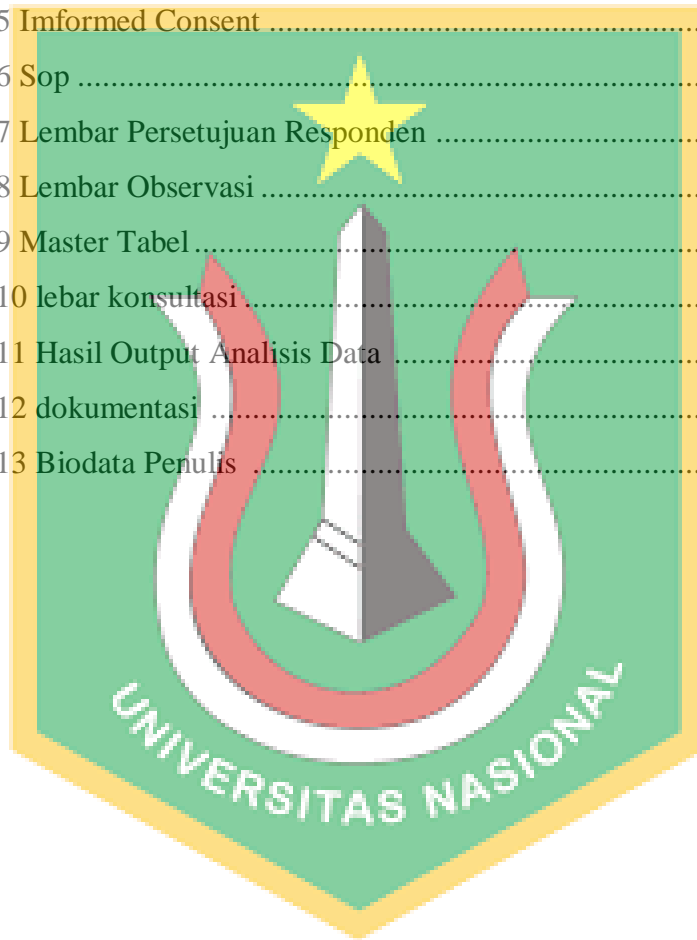 5 Imformed Consent ..........................................................
6 Sop ..................................................................................
7 Lembar Persetujuan Responden ...................................
8 Lembar Observasi ..........................................................
9 Master Tabel ...................................................................
10 lebar konsultasi .............................................................
11 Hasil Output Analisis Data ........................................
12 dokumentasi .................................................................
13 Biodata Penulis ............................................................
UNIVERSITAS NASIONAL